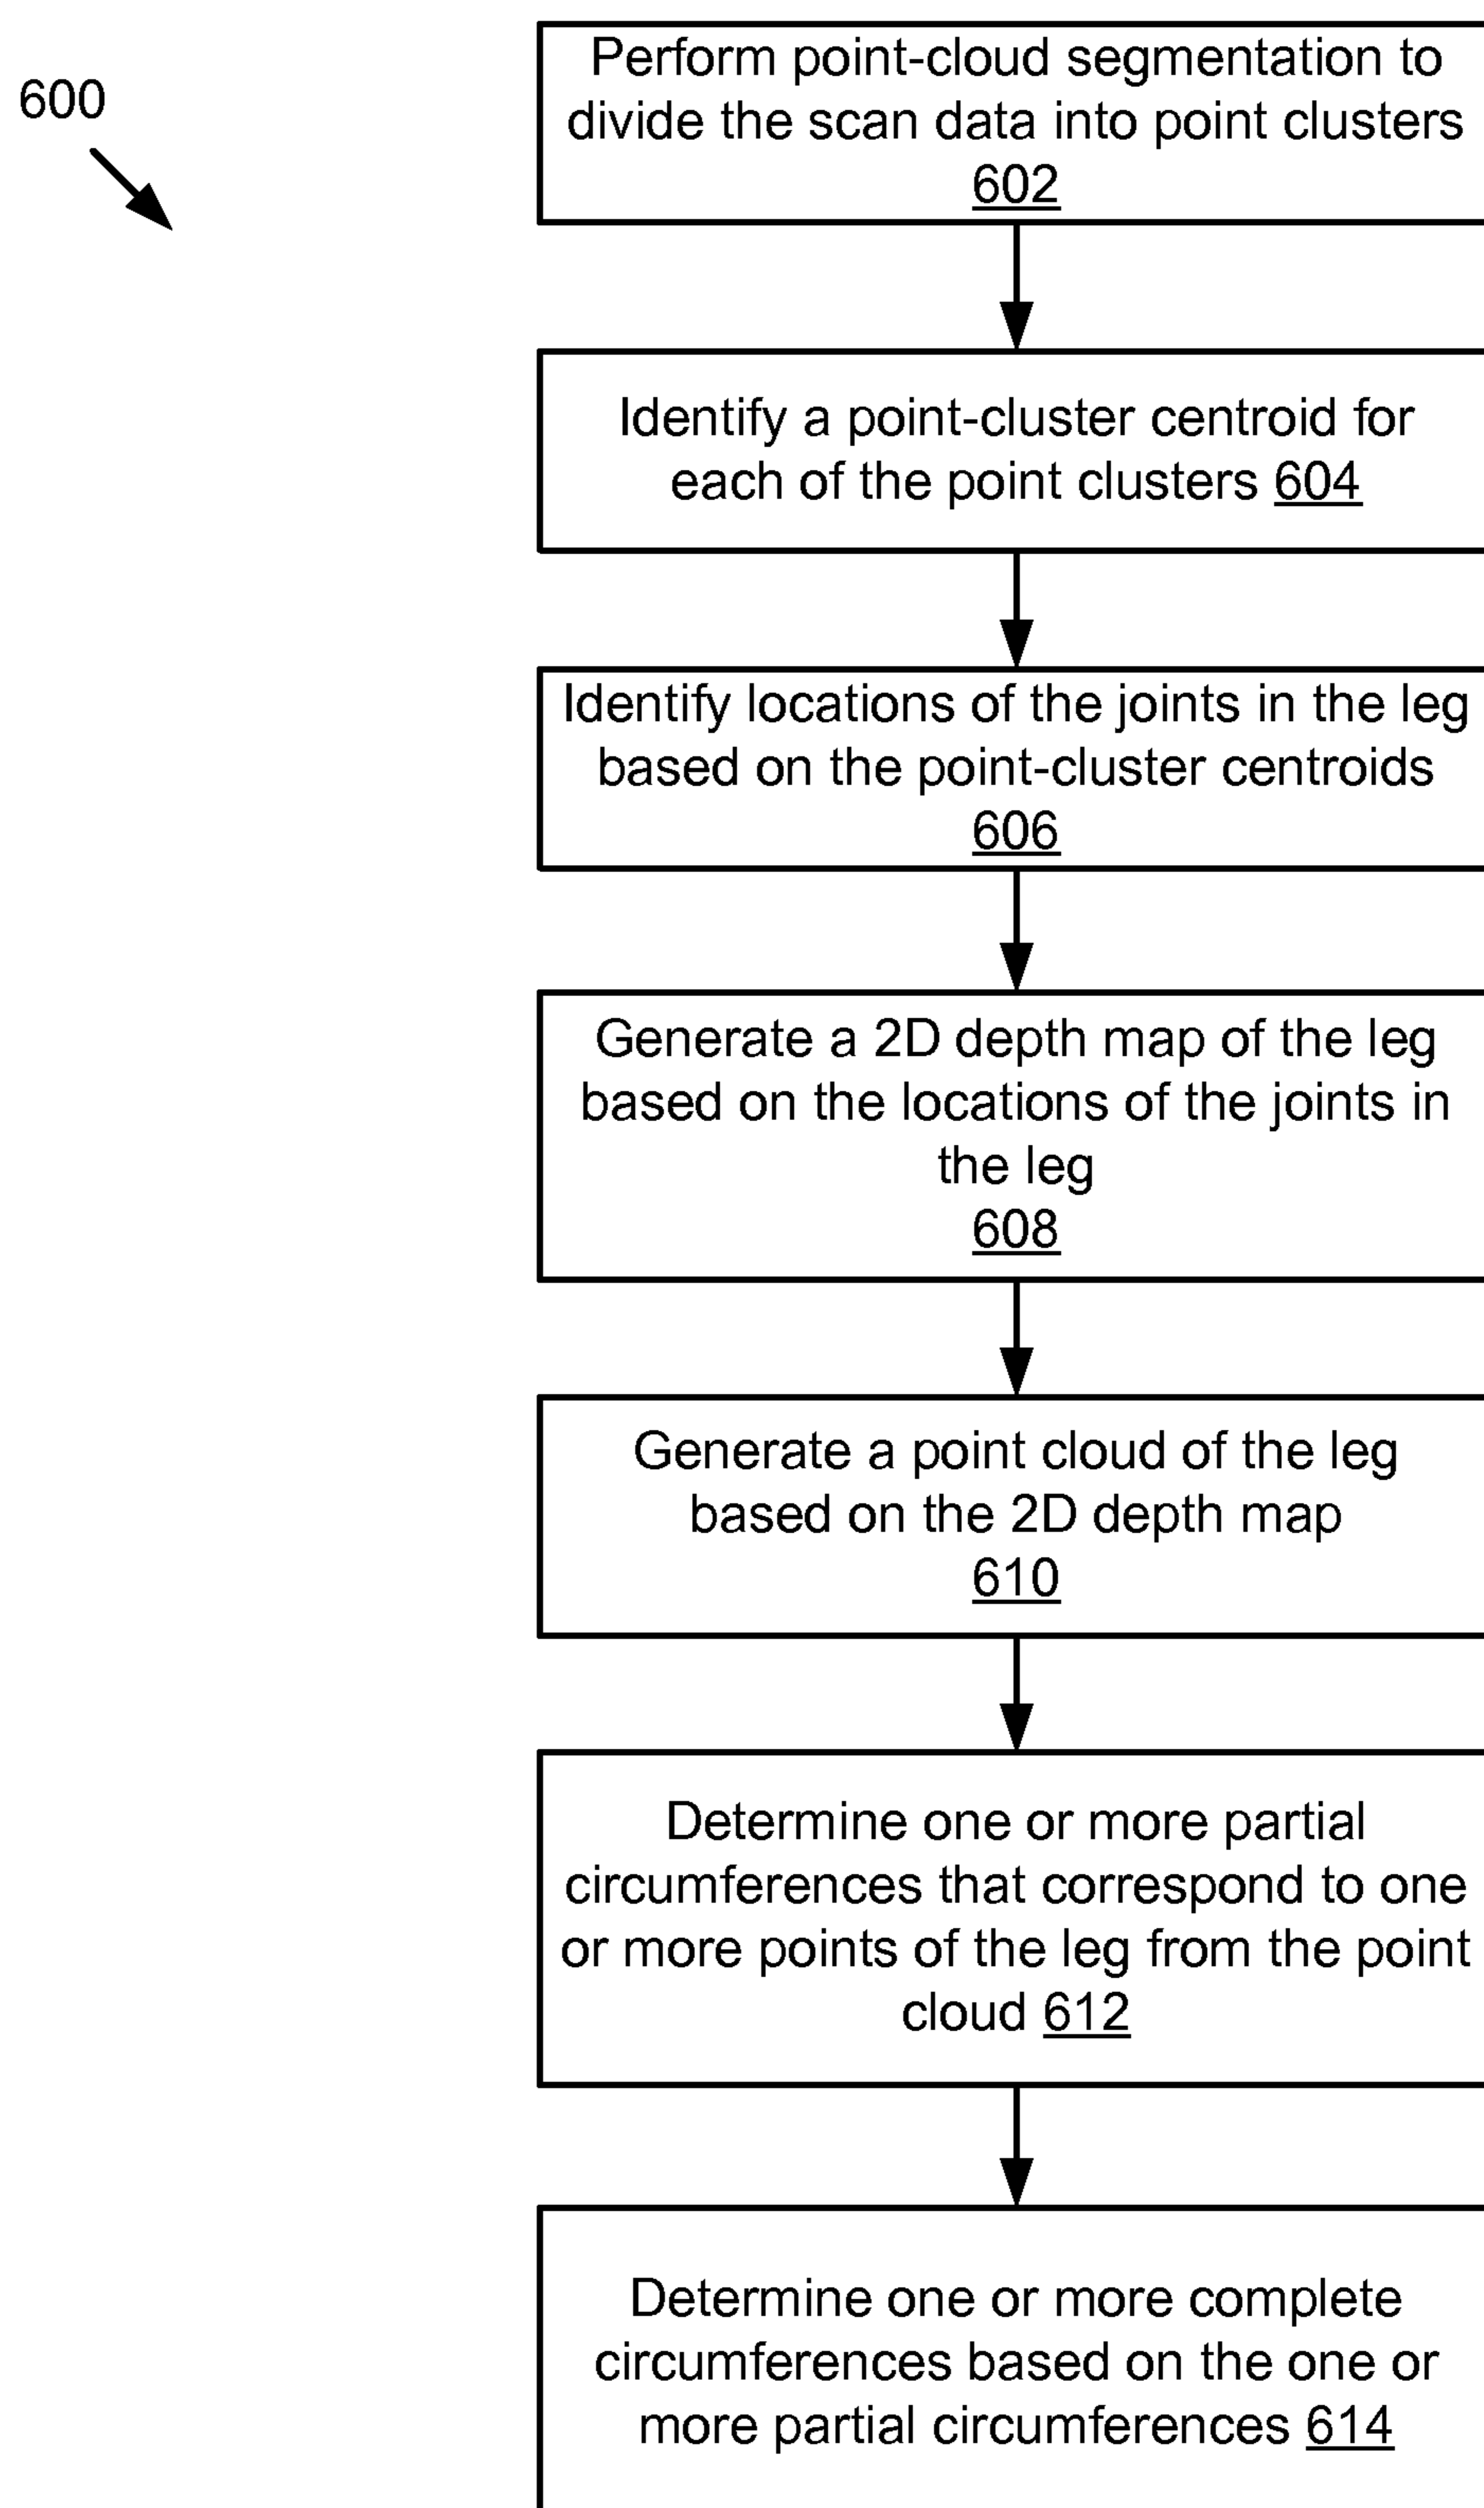 600
Perform point-cloud segmentation to
divide the scan data into point clusters
602
Identify a point-cluster centroid for
each of the point clusters 604
Identify locations of the joints in the leg
based on the point-cluster centroids
606
Generate a 2D depth map of the leg
based on the locations of the joints in
the leg
608
Generate a point cloud of the leg
based on the 2D depth map
610
Determine one or more partial
circumferences that correspond to one
or more points of the leg from the point
cloud 612
Determine one or more complete
circumferences based on the one or
more partial circumferences 614